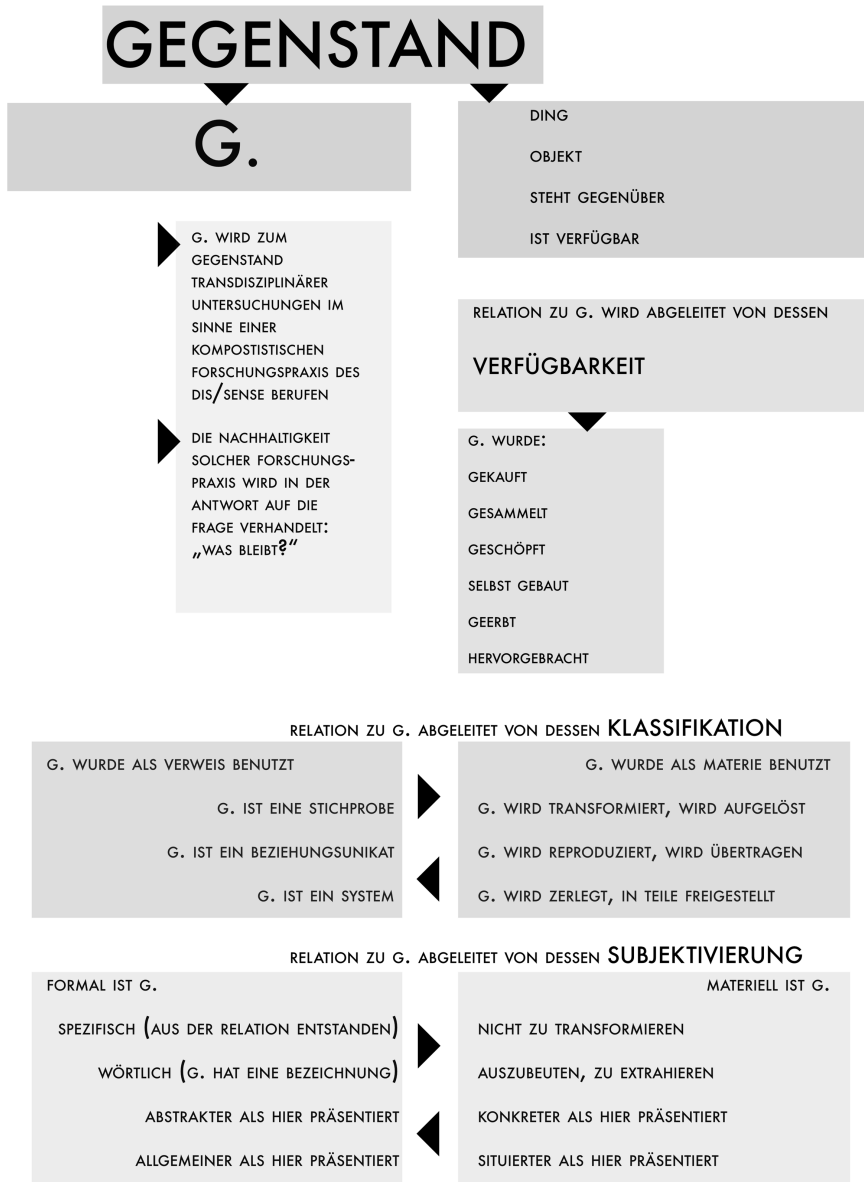 GEGENSTAND
G.
G. WIRD ZUM
GEGENSTAND
TRANSDISZIPLINÄRER
UNTERSUCHUNGEN IM
SINNE EINER
KOMPOSTISTISCHEN
FORSCHUNGSPRAXIS DES
DIS/SENSE BERUFEN
DIE NACHHALTIGKEIT
SOLCHER FORSCHUNGS-
PRAXIS WIRD IN DER
ANTWORT AUF DIE
FRAGE VERHANDELT:
„WAS BLEIBT?“
DING
OBJEKT
STEHT GEGENÜBER
IST VERFÜGBAR
RELATION ZU G. WIRD ABGELEITET VON DESSEN
VERFÜGBARKEIT
G. WURDE:
GEKAUFT
GESAMMELT
GESCHÖPFT
SELBST GEBAUT
GEERBT
HERVORGEBRACHT
RELATION ZU G. ABGELEITET VON DESSEN KLASSIFIKATION
G. WURDE ALS VERWEIS BENUTZT
G. IST EINE STICHPROBE
G. IST EIN BEZIEHUNGSUNIKAT
G. IST EIN SYSTEM
G. WURDE ALS MATERIE BENUTZT
G. WIRD TRANSFORMIERT, WIRD AUFGELÖST
G. WIRD REPRODUZIERT, WIRD ÜBERTRAGEN
G. WIRD ZERLEGT, IN TEILE FREIGESTELLT
RELATION ZU G. ABGELEITET VON DESSEN SUBJEKTIVIERUNG
FORMAL IST G.
SPEZIFISCH (AUS DER RELATION ENTSTANDEN)
WÖRTLICH (G. HAT EINE BEZEICHNUNG)
ABSTRAKTER ALS HIER PRÄSENTIERT
ALLGEMEINER ALS HIER PRÄSENTIERT
MATERIELL IST G.
NICHT ZU TRANSFORMIEREN
AUSZUBEUTEN, ZU EXTRAHIEREN
KONKRETER ALS HIER PRÄSENTIERT
SITUIERTER ALS HIER PRÄSENTIERT